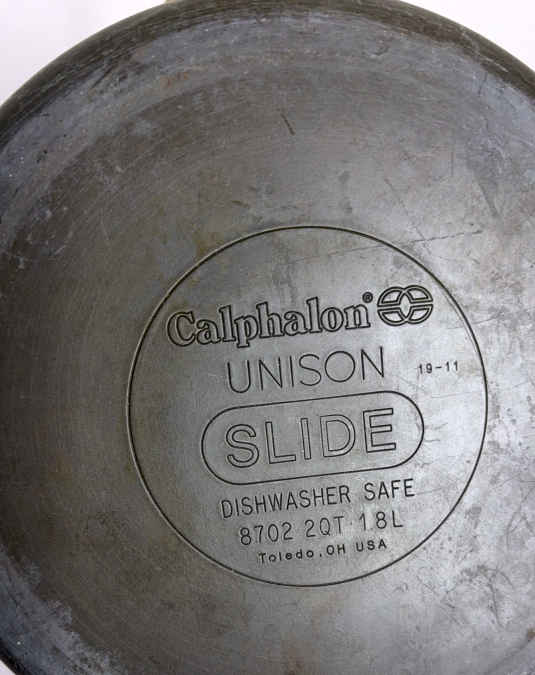 Calphalon®
UNISON
19-11
SLIDE
DISHWASHER SAFE
8702 2QT·1.8L
Toledo, OH USA